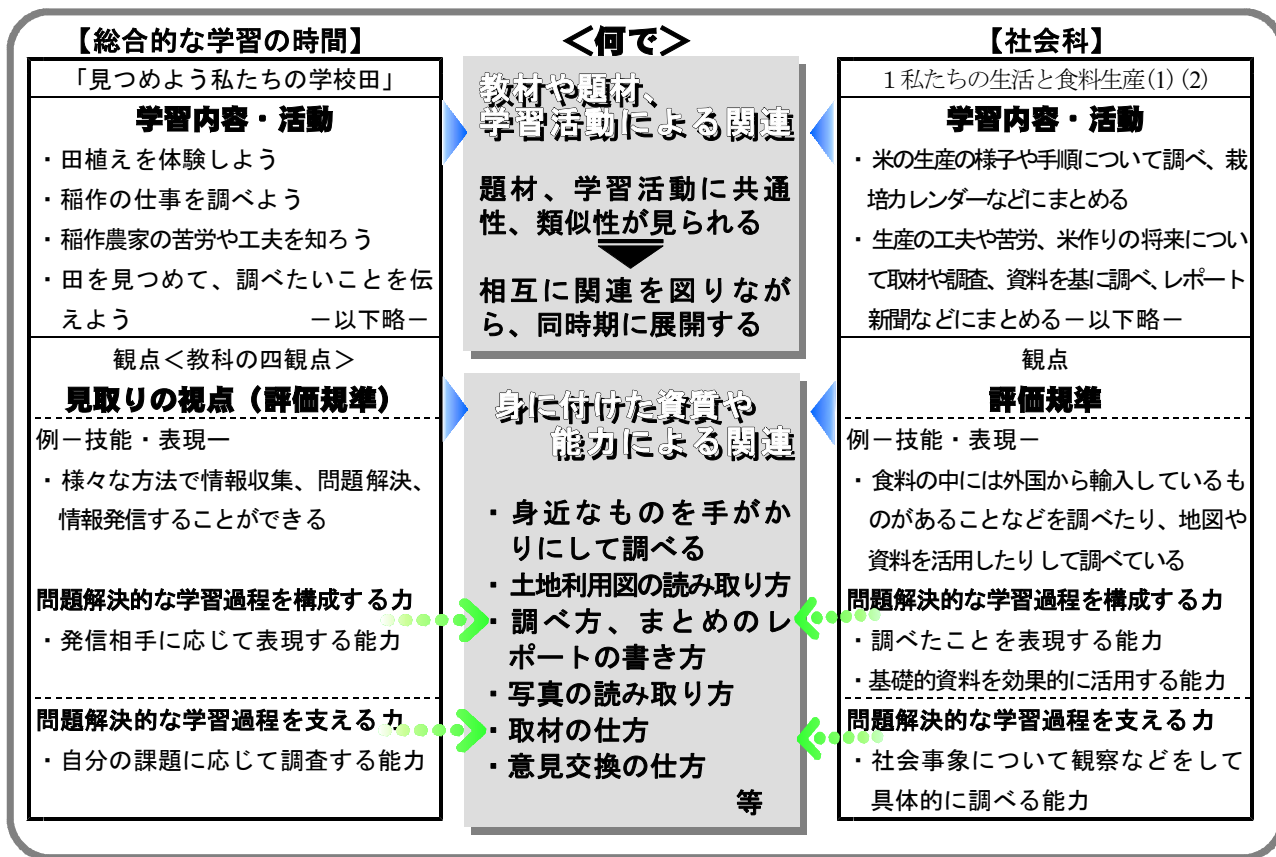 【総合的な学習の時間】
「見つめよう私たちの学校田」
学習内容・活動
・田植えを体験しよう
・稲作の仕事を調べよう
・稲作農家の苦労や工夫を知ろう
・田を見つめて、調べたいことを伝
えよう －以下略－
観点＜教科の四観点＞
見取りの視点（評価規準）
例－技能・表現－
・様々な方法で情報収集、問題解決、
情報発信することができる
問題解決的な学習過程を構成する力
・発信相手に応じて表現する能力
問題解決的な学習過程を支える力
・自分の課題に応じて調査する能力
＜何で＞
教材や題材、
学習活動による関連
題材、学習活動に共通
性、類似性が見られる
相互に関連を図りなが
ら、同時期に展開する
身に付けた資質や
能力による関連
・身近なものを手がか
りにして調べる
・土地利用図の読み取り方
・調べ方、まとめのレ
ポートの書き方
・写真の読み取り方
・取材の仕方
・意見交換の仕方
等
【社会科】
１私たちの生活と食料生産(1)(2)
学習内容・活動
・米の生産の様子や手順について調べ、栽
培カレンダーなどにまとめる
・生産の工夫や苦労、米作りの将来につい
て取材や調査、資料を基に調べ、レポート
新聞などにまとめる－以下略－
観点
評価規準
例－技能・表現－
・食料の中には外国から輸入しているも
のがあることなどを調べたり、地図や
資料を活用したりして調べている
問題解決的な学習過程を構成する力
・調べたことを表現する能力
・基礎的資料を効果的に活用する能力
問題解決的な学習過程を支える力
・社会事象について観察などをして
具体的に調べる能力